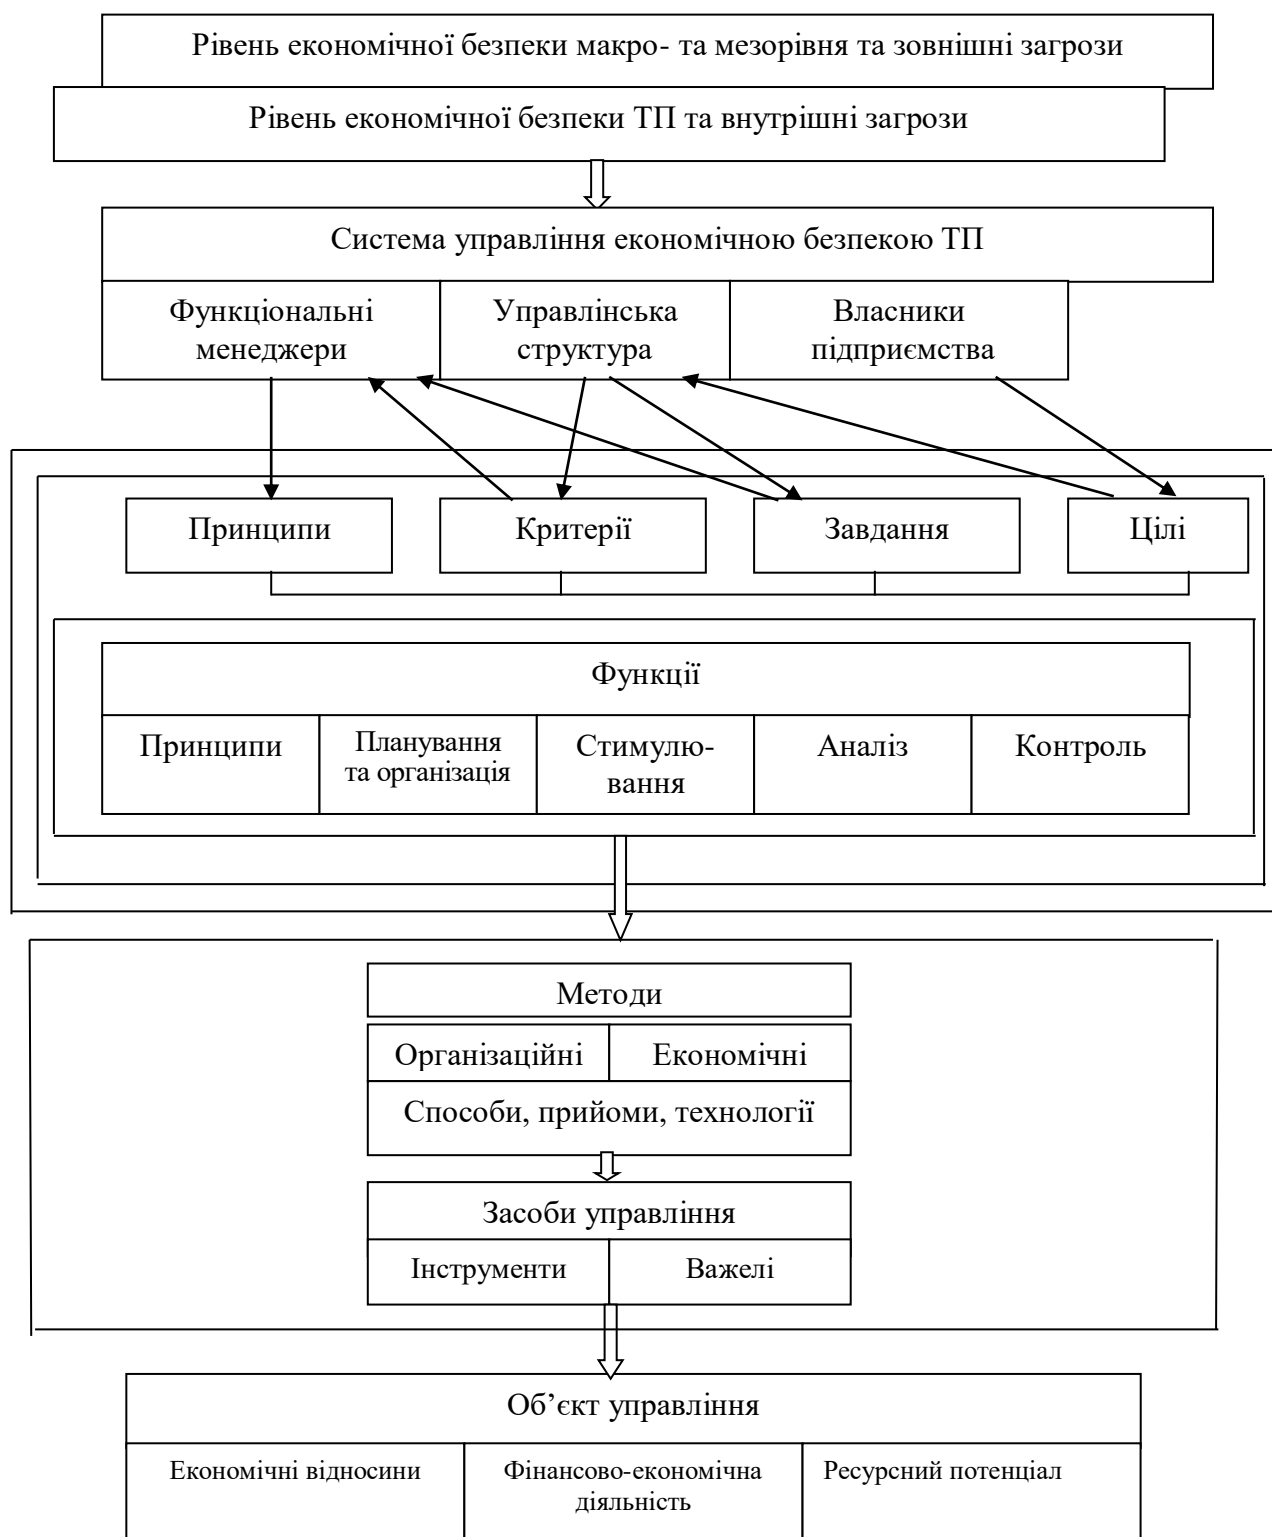 Рівень економічної безпеки макро- та мезорівня та зовнішні загрози
Рівень економічної безпеки ТП та внутрішні загрози
Система управління економічною безпекою ТП
Функціональні
менеджери
Управлінська
структура
Власники
підприємства
Принципи
Критерії
Завдання
Цілі
Функції
Принципи
Планування
та організація
Стимулю-
вання
Аналіз
Контроль
Методи
Організаційні
Економічні
Способи, прийоми, технології
Засоби управління
Інструменти
Важелі
Об’єкт управління
Економічні відносини
Фінансово-економічна
діяльність
Ресурсний потенціал